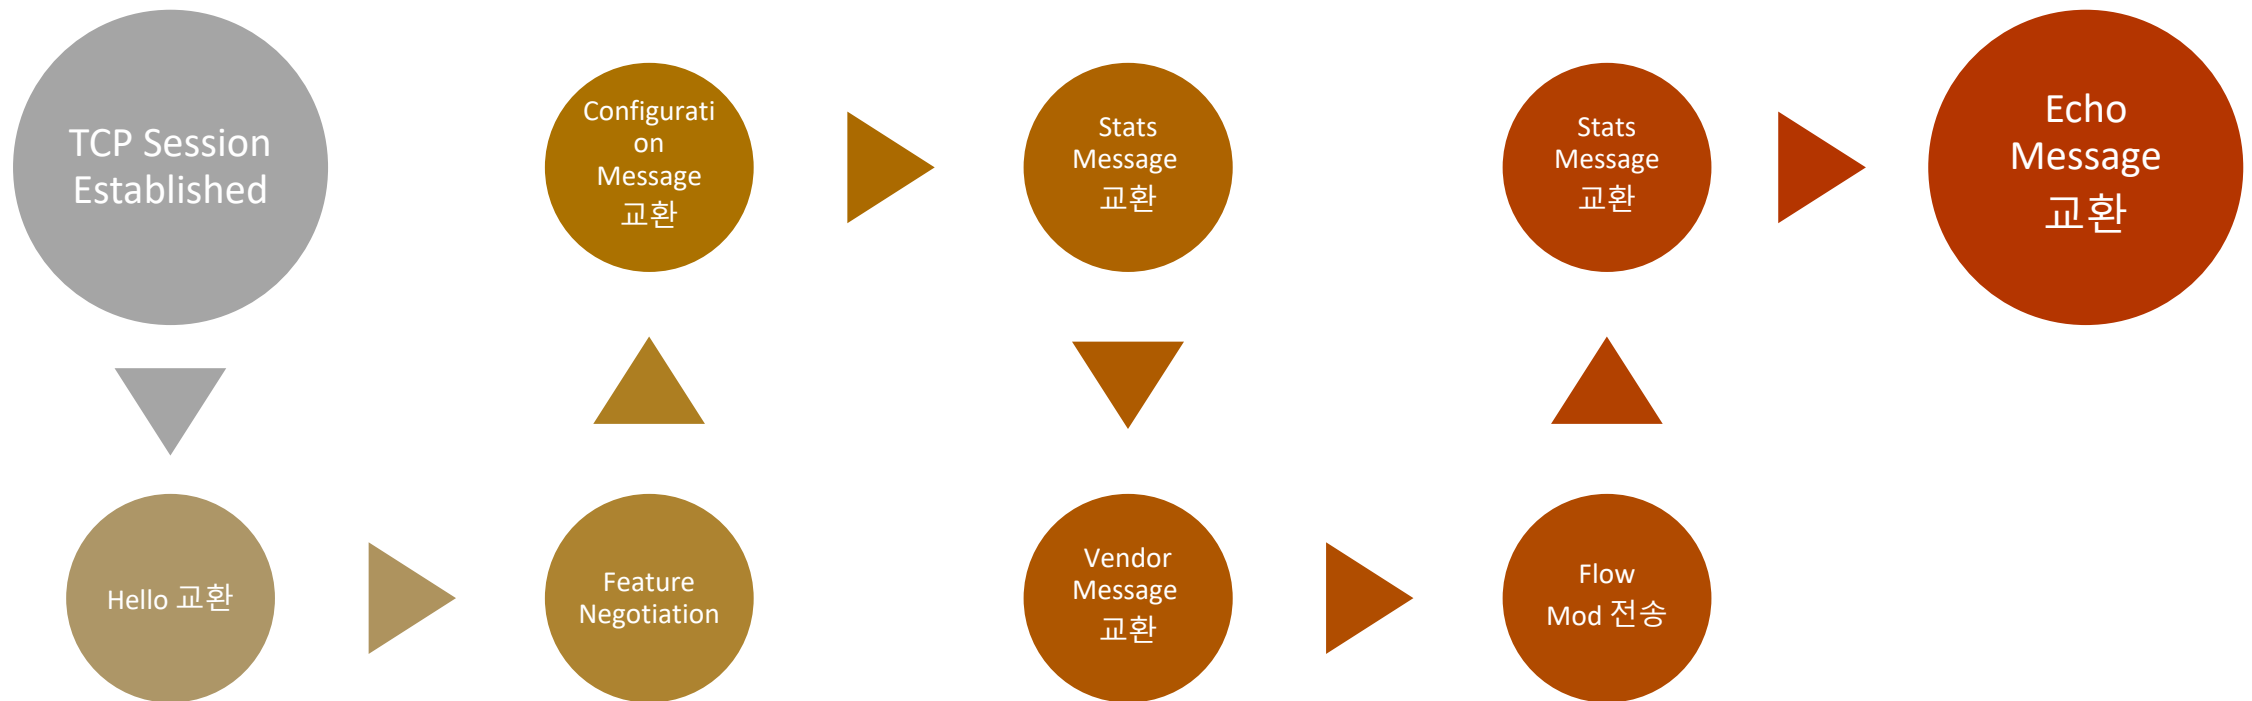 TCP Session
Established
Hello 교환
Feature
Negotiation
Configurati
on
Message
교환
Stats
Message
교환
Vendor
Message
교환
Flow
Mod 전송
Stats
Message
교환
Echo
Message
교환